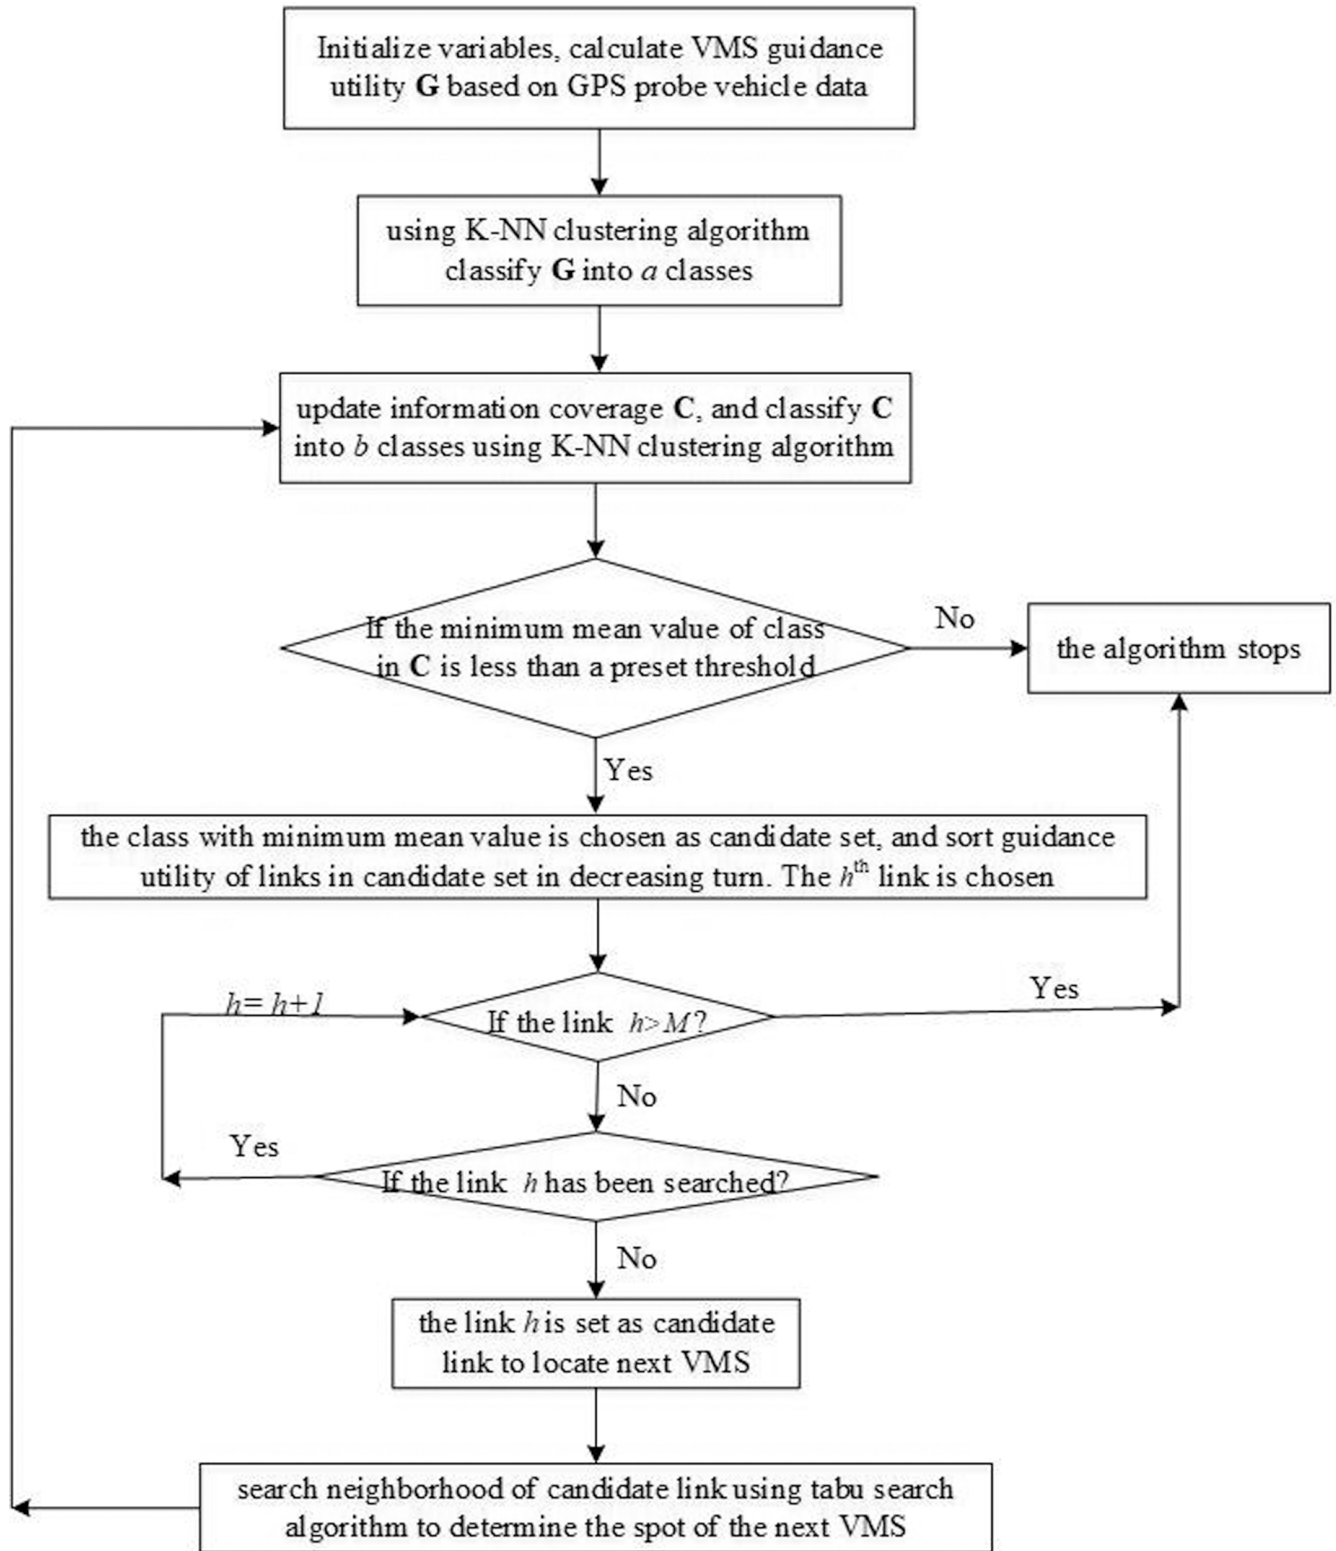 Initialize variables, calculate VMS guidance
utility G based on GPS probe vehicle data
using K-NN clustering algorithm
classify G into a classes
update information coverage C, and classify C
into b classes using K-NN clustering algorithm
If the minimum mean value of class
in C is less than a preset threshold
No
the algorithm stops
Yes
the class with minimum mean value is chosen as candidate set, and sort guidance
utility of links in candidate set in decreasing turn. The hth link is chosen
h= h+1
If the link h>M?
Yes
No
Yes
If the link h has been searched?
No
the link h is set as candidate
link to locate next VMS
search neighborhood of candidate link using tabu search
algorithm to determine the spot of the next VMS